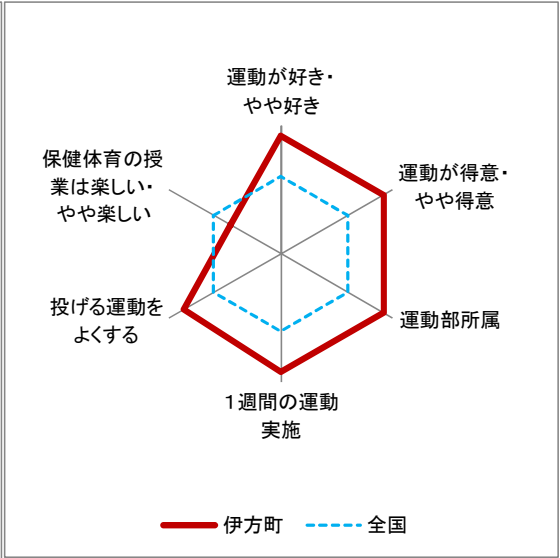 運動が好き・
やや好き
運動が得意・
やや得意
運動部所属
１週間の運動
実施
投げる運動を
よくする
保健体育の授
業は楽しい・
やや楽しい
伊方町
全国